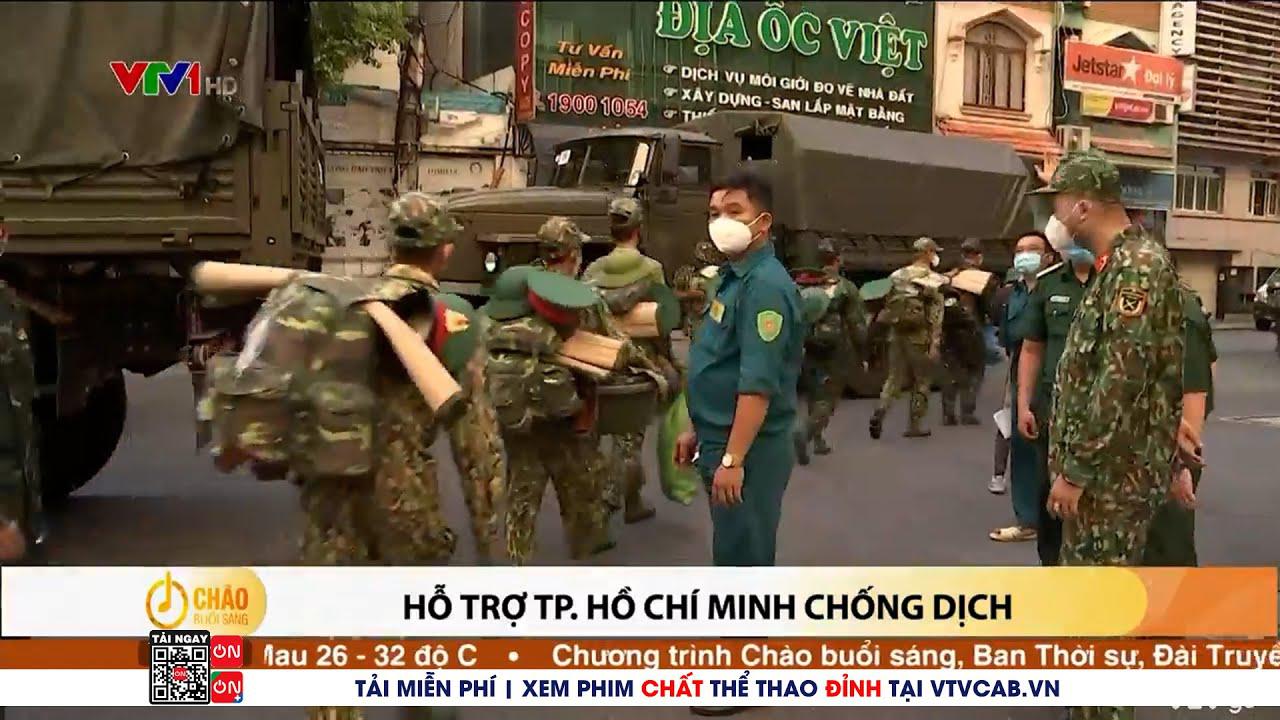 COPY
ĐỊA ỐC VIỆT
Tư Vấn
Miễn Phí
1900 1054
DỊCH VỤ MÔI GIỚI ĐO VẼ NHÀ ĐẤT
XÂY DỰNG - SAN LẤP MẶT BẰNG
AGENCY
Jetstar Đại lý
VTV1 HD
CHÀO
BUỔI SÁNG
HỖ TRỢ TP. HỒ CHÍ MINH CHỐNG DỊCH
TẢI NGAY
ON
ON
ON
Mau 26 - 32 độ C • Chương trình Chào buổi sáng, Ban Thời sự, Đài Truyề
TẢI MIỄN PHÍ | XEM PHIM CHẤT THỂ THAO ĐỈNH TẠI VTVCAB.VN